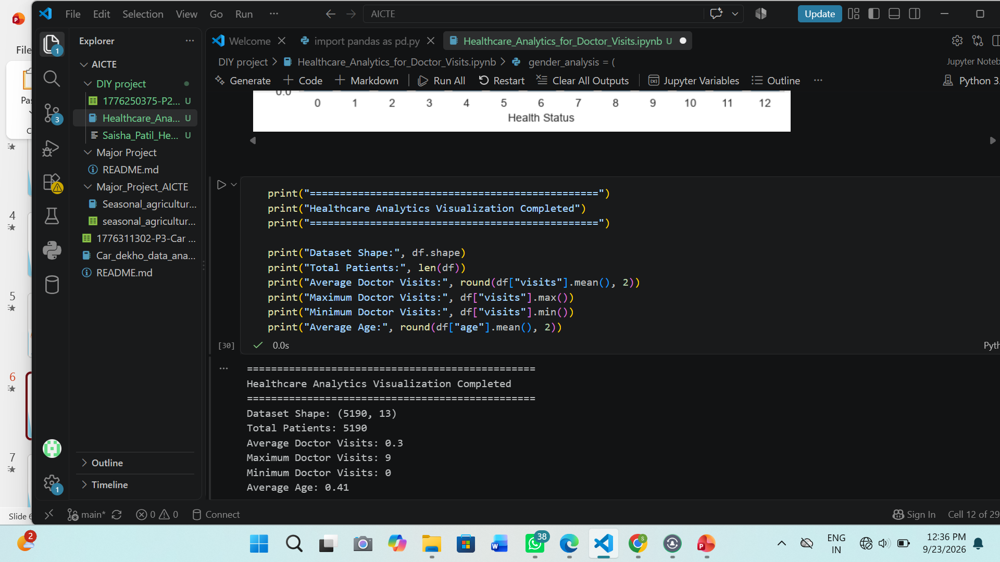 File Edit Selection View Go Run ··· AICTE Update
File
Explorer ···
Welcome import pandas as pd.py Healthcare_Analytics_for_Doctor_Visits.ipynb U
DIY project > Healthcare_Analytics_for_Doctor_Visits.ipynb > gender_analysis = (
Generate + Code + Markdown Run All Restart Clear All Outputs Jupyter Variables Outline ···
Python 3.
1
AICTE
DIY project
1776250375-P2... U
Healthcare_Ana... U
Saisha_Patil_He... U
Major Project
README.md
Major_Project_AICTE
Seasonal_agricultur...
seasonal_agricultur...
1776311302-P3-Car ...
Car_dekho_data_ana...
README.md
3
0 1 2 3 4 5 6 7 8 9 10 11 12
Health Status
print("================================================")
print("Healthcare Analytics Visualization Completed")
print("================================================")
print("Dataset Shape:", df.shape)
print("Total Patients:", len(df))
print("Average Doctor Visits:", round(df["visits"].mean(), 2))
print("Maximum Doctor Visits:", df["visits"].max())
print("Minimum Doctor Visits:", df["visits"].min())
print("Average Age:", round(df["age"].mean(), 2))
[30] 0.0s
================================================
Healthcare Analytics Visualization Completed
================================================
Dataset Shape: (5190, 13)
Total Patients: 5190
Average Doctor Visits: 0.3
Maximum Doctor Visits: 9
Minimum Doctor Visits: 0
Average Age: 0.41
4
5
6
7
Outline
Timeline
1
Slide
main* 0 0 Connect
Sign In Cell 12 of 29
2
38
ENG
IN
12:36 PM
9/23/2026